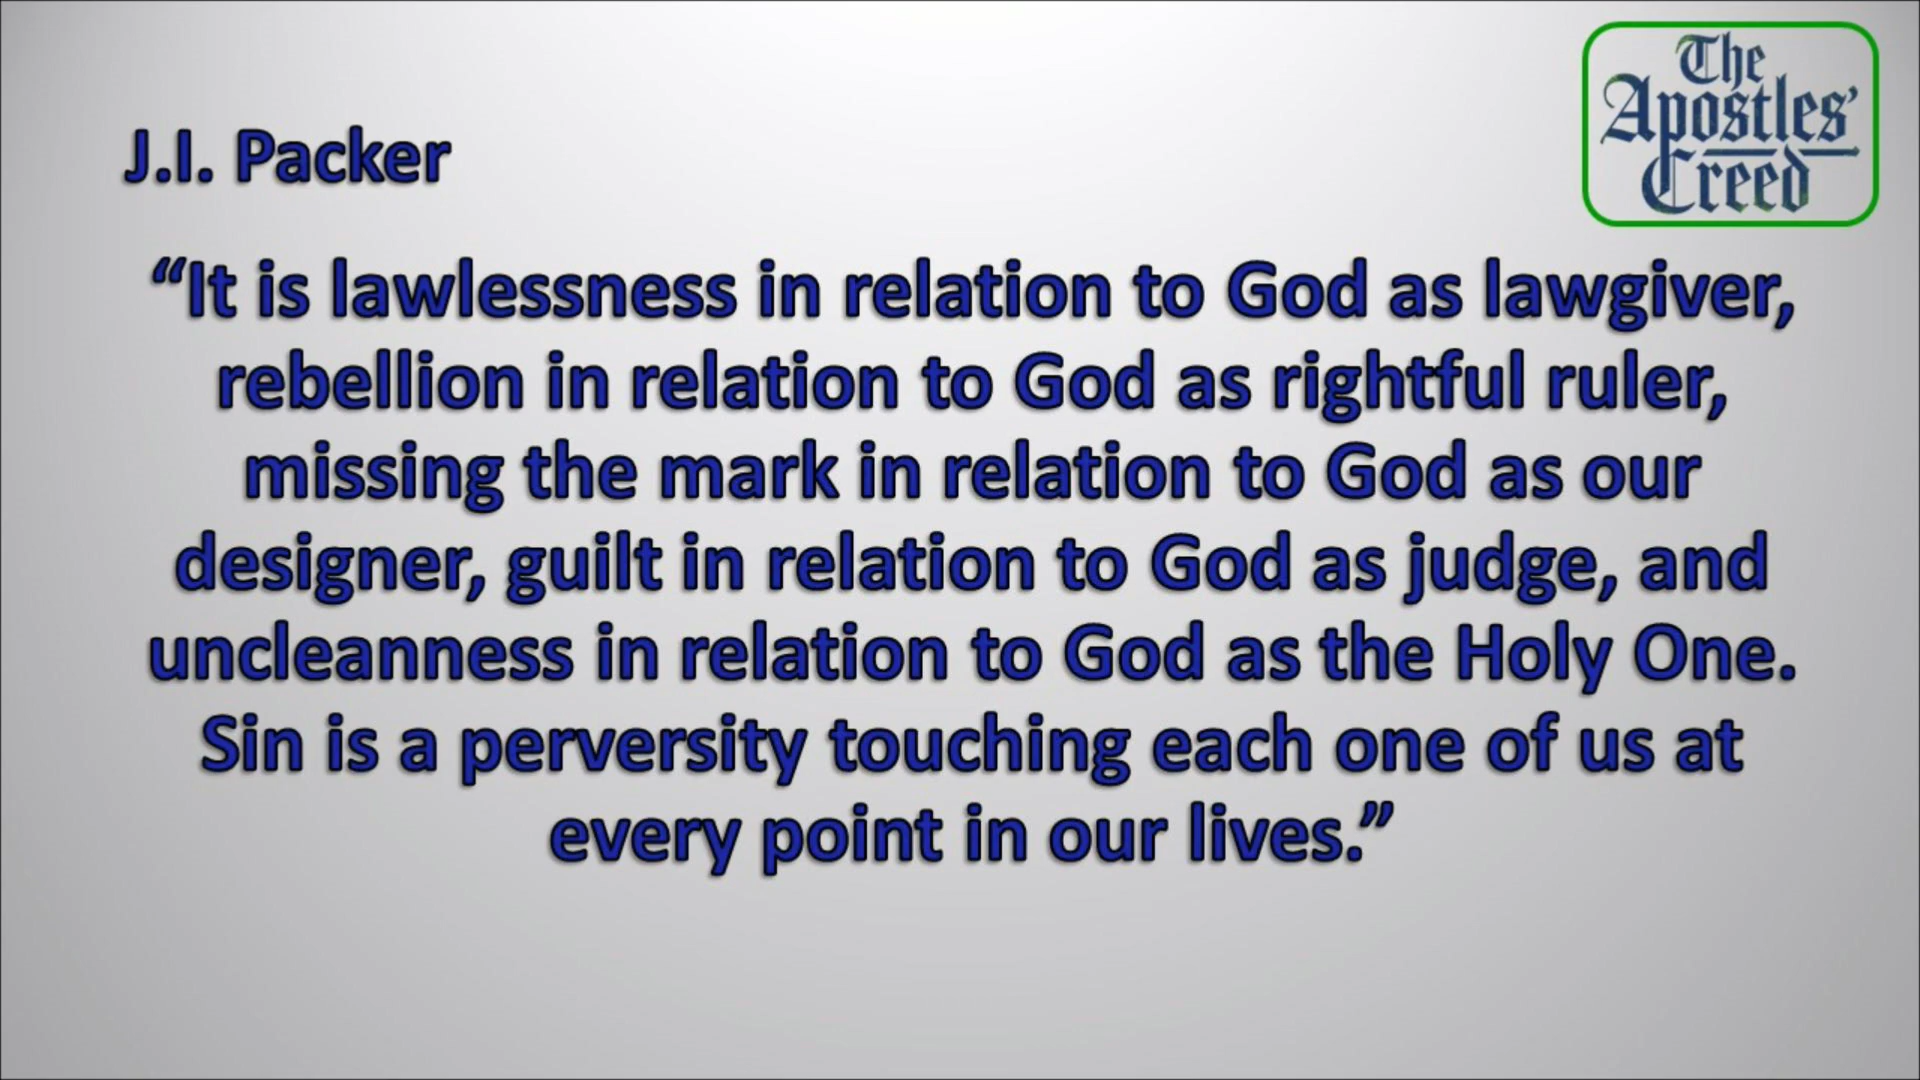 The
Apostles'
Creed
J.I. Packer
“It is lawlessness in relation to God as lawgiver,
rebellion in relation to God as rightful ruler,
missing the mark in relation to God as our
designer, guilt in relation to God as judge, and
uncleanness in relation to God as the Holy One.
Sin is a perversity touching each one of us at
every point in our lives.”